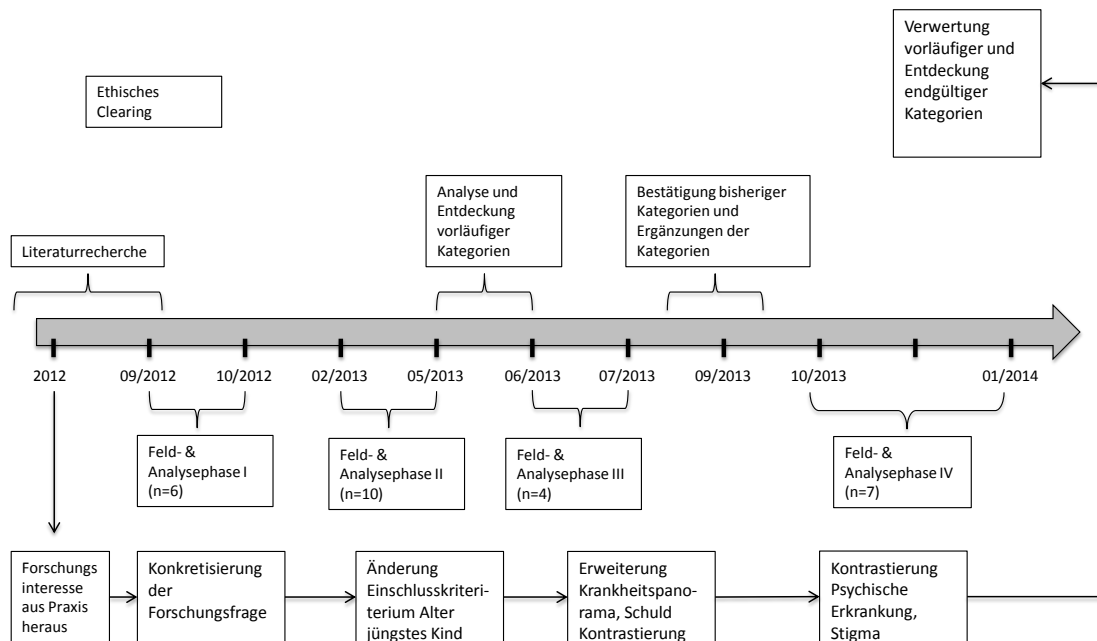 Verwertung
vorläufiger und
Entdeckung
endgültiger
Kategorien
Ethisches
Clearing
Analyse und
Entdeckung
vorläufiger
Kategorien
Bestätigung bisheriger
Kategorien und
Ergänzungen der
Kategorien
Literaturrecherche
2012 09/2012 10/2012 02/2013 05/2013 06/2013 07/2013 09/2013 10/2013 01/2014
Feld- &
Analysephase I
(n=6)
Feld- &
Analysephase II
(n=10)
Feld- &
Analysephase III
(n=4)
Feld- &
Analysephase IV
(n=7)
Forschungs
interesse
aus Praxis
heraus
Konkretisierung
der
Forschungsfrage
Änderung
Einschlusskriteri-
terium Alter
jüngstes Kind
Erweiterung
Krankheitspano-
rama, Schuld
Kontrastierung
Kontrastierung
Psychische
Erkrankung,
Stigma